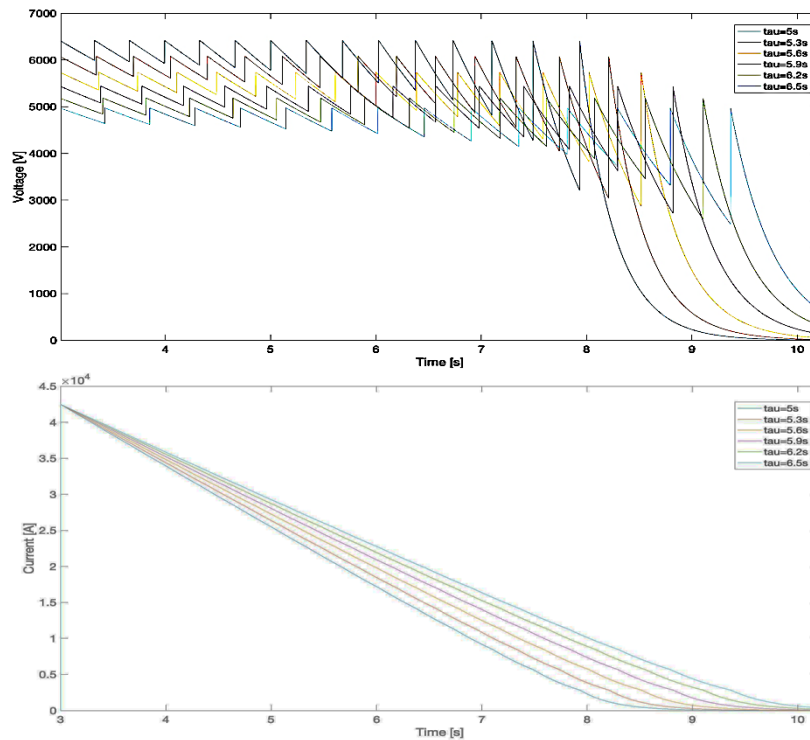 7000
6000
5000
4000
3000
2000
1000
0
Voltage [V]
4
5
6
7
8
9
10
Time [s]
tau=5s
tau=5.3s
tau=5.6s
tau=5.9s
tau=6.2s
tau=6.5s
×10⁴
4.5
4
3.5
3
2.5
2
1.5
1
0.5
0
Current [A]
3
4
5
6
7
8
9
10
Time [s]
tau=5s
tau=5.3s
tau=5.6s
tau=5.9s
tau=6.2s
tau=6.5s